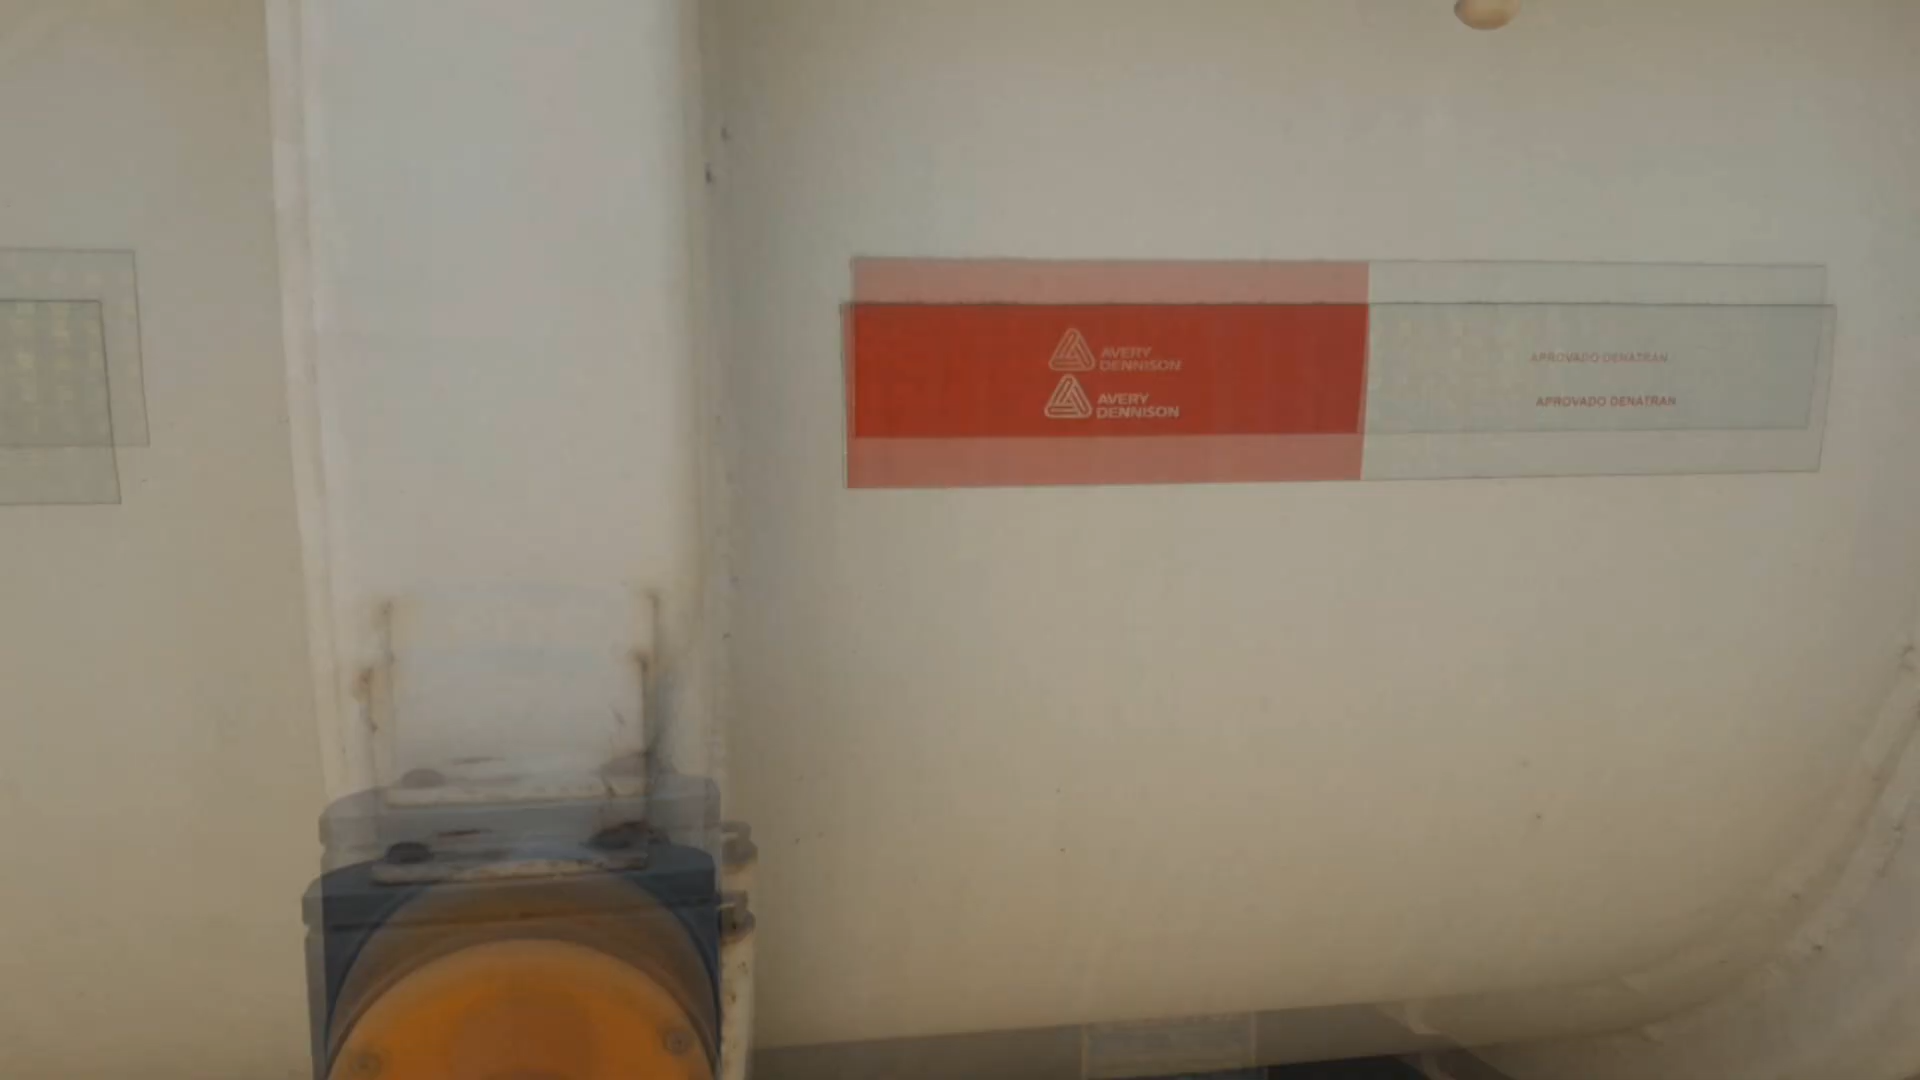 AVERY
DENNISON
APROVADO DENATRAN
AVERY
DENNISON
APROVADO DENATRAN